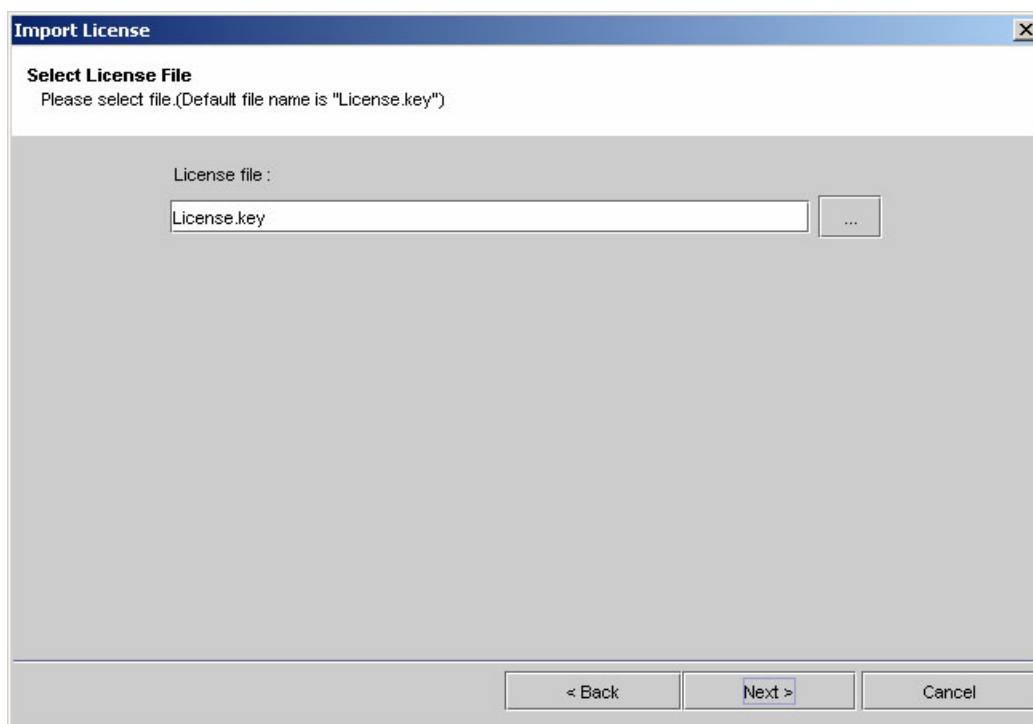 Import License
Select License File
Please select file.(Default file name is "License.key")
License file :
License.key
...
< Back
Next >
Cancel